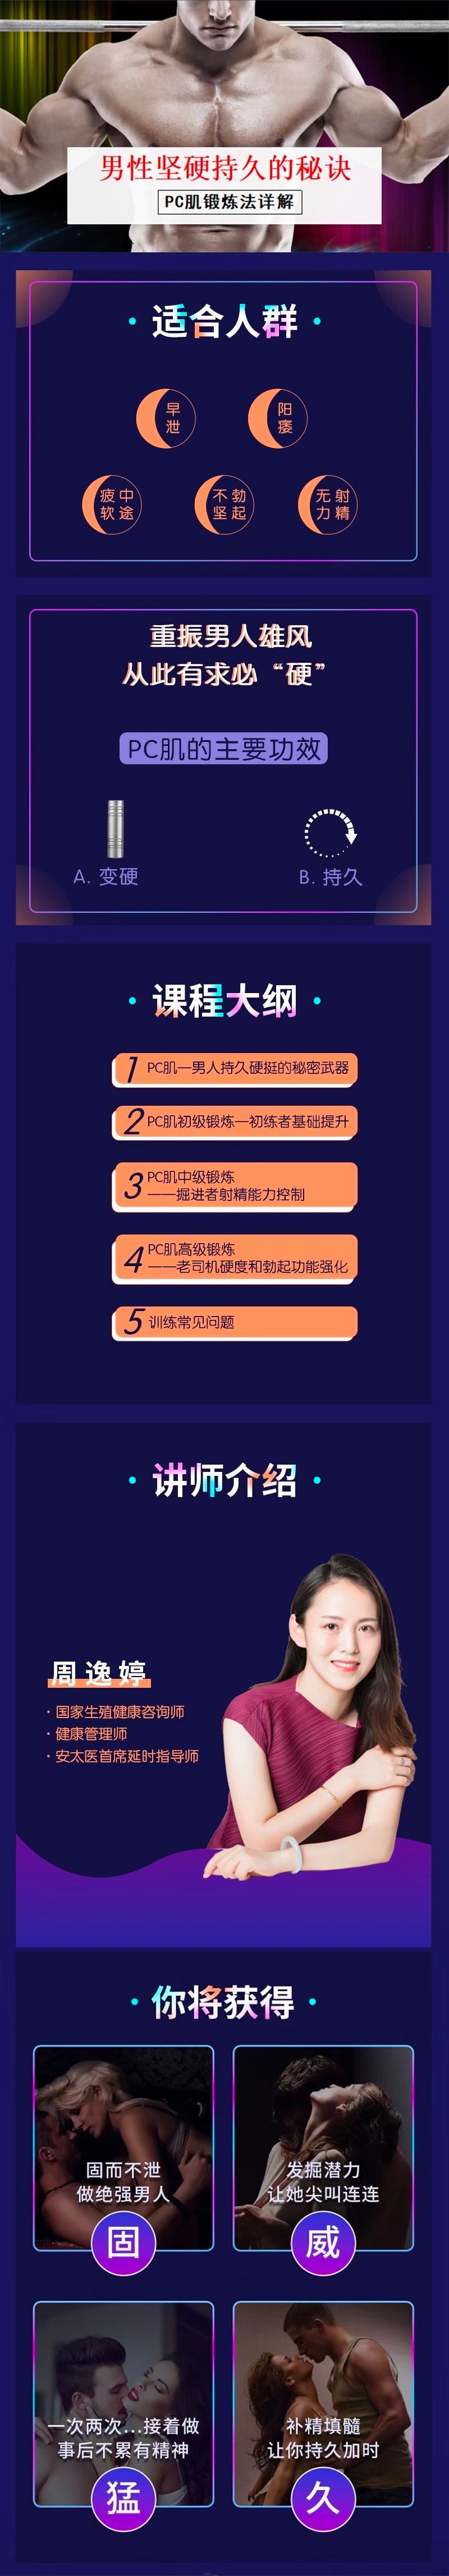 男性坚硬持久的秘诀
PC肌锻炼法详解
· 适合人群 ·
早泄
阳痿
中途疲软
勃起不坚
射精无力
重振男人雄风
从此有求必“硬”
PC肌的主要功效
A. 变硬
B. 持久
· 课程大纲 ·
1 PC肌—男人持久硬挺的秘密武器
2 PC肌初级锻炼—初练者基础提升
3 PC肌中级锻炼
——掘进者射精能力控制
4 PC肌高级锻炼
——老司机硬度和勃起功能强化
5 训练常见问题
· 讲师介绍 ·
周逸婷
· 国家生殖健康咨询师
· 健康管理师
· 安太医首席延时指导师
· 你将获得 ·
固而不泄
做绝强男人
固
发掘潜力
让她尖叫连连
威
一次两次...接着做
事后不累有精神
猛
补精填髓
让你持久加时
久